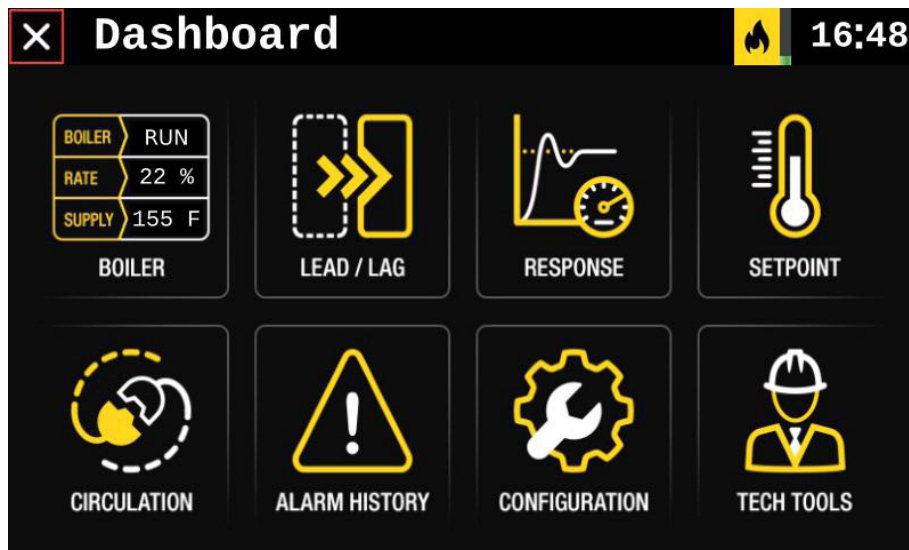 Dashboard 16:48
BOILER RUN
RATE 22 %
SUPPLY 155 F
BOILER LEAD / LAG RESPONSE SETPOINT
CIRCULATION ALARM HISTORY CONFIGURATION TECH TOOLS